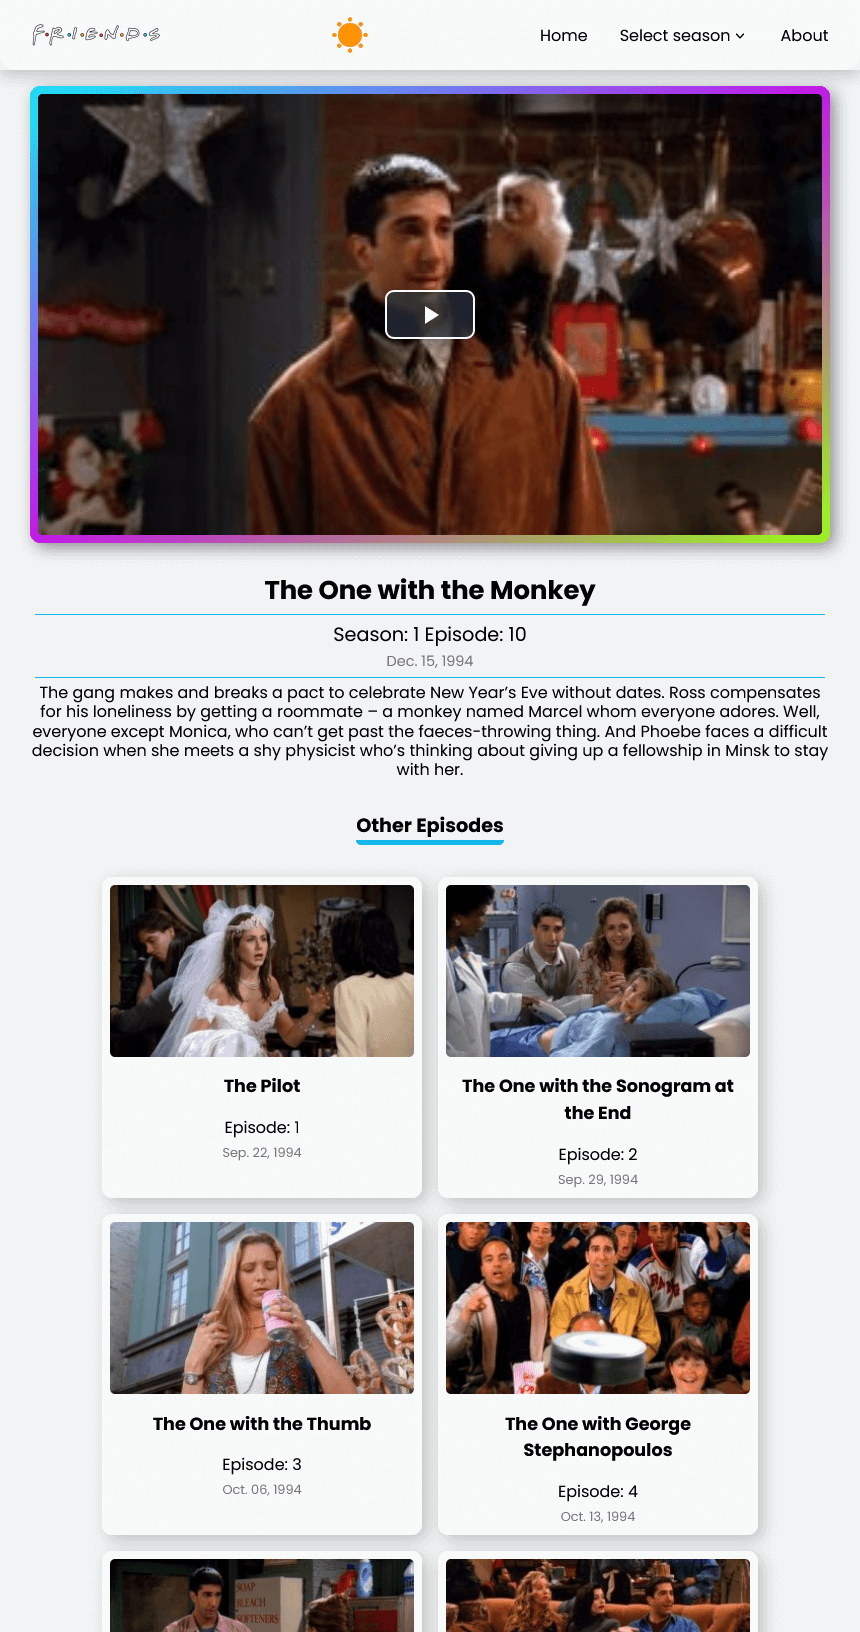 F·R·I·E·N·D·S
Home
Select season
About
The One with the Monkey
Season: 1 Episode: 10
Dec. 15, 1994
The gang makes and breaks a pact to celebrate New Year’s Eve without dates. Ross compensates
for his loneliness by getting a roommate – a monkey named Marcel whom everyone adores. Well,
everyone except Monica, who can’t get past the faeces-throwing thing. And Phoebe faces a difficult
decision when she meets a shy physicist who’s thinking about giving up a fellowship in Minsk to stay
with her.
Other Episodes
The Pilot
Episode: 1
Sep. 22, 1994
The One with the Sonogram at
the End
Episode: 2
Sep. 29, 1994
The One with the Thumb
Episode: 3
Oct. 06, 1994
The One with George
Stephanopoulos
Episode: 4
Oct. 13, 1994
SOAP
BLEACH
SOFTENERS